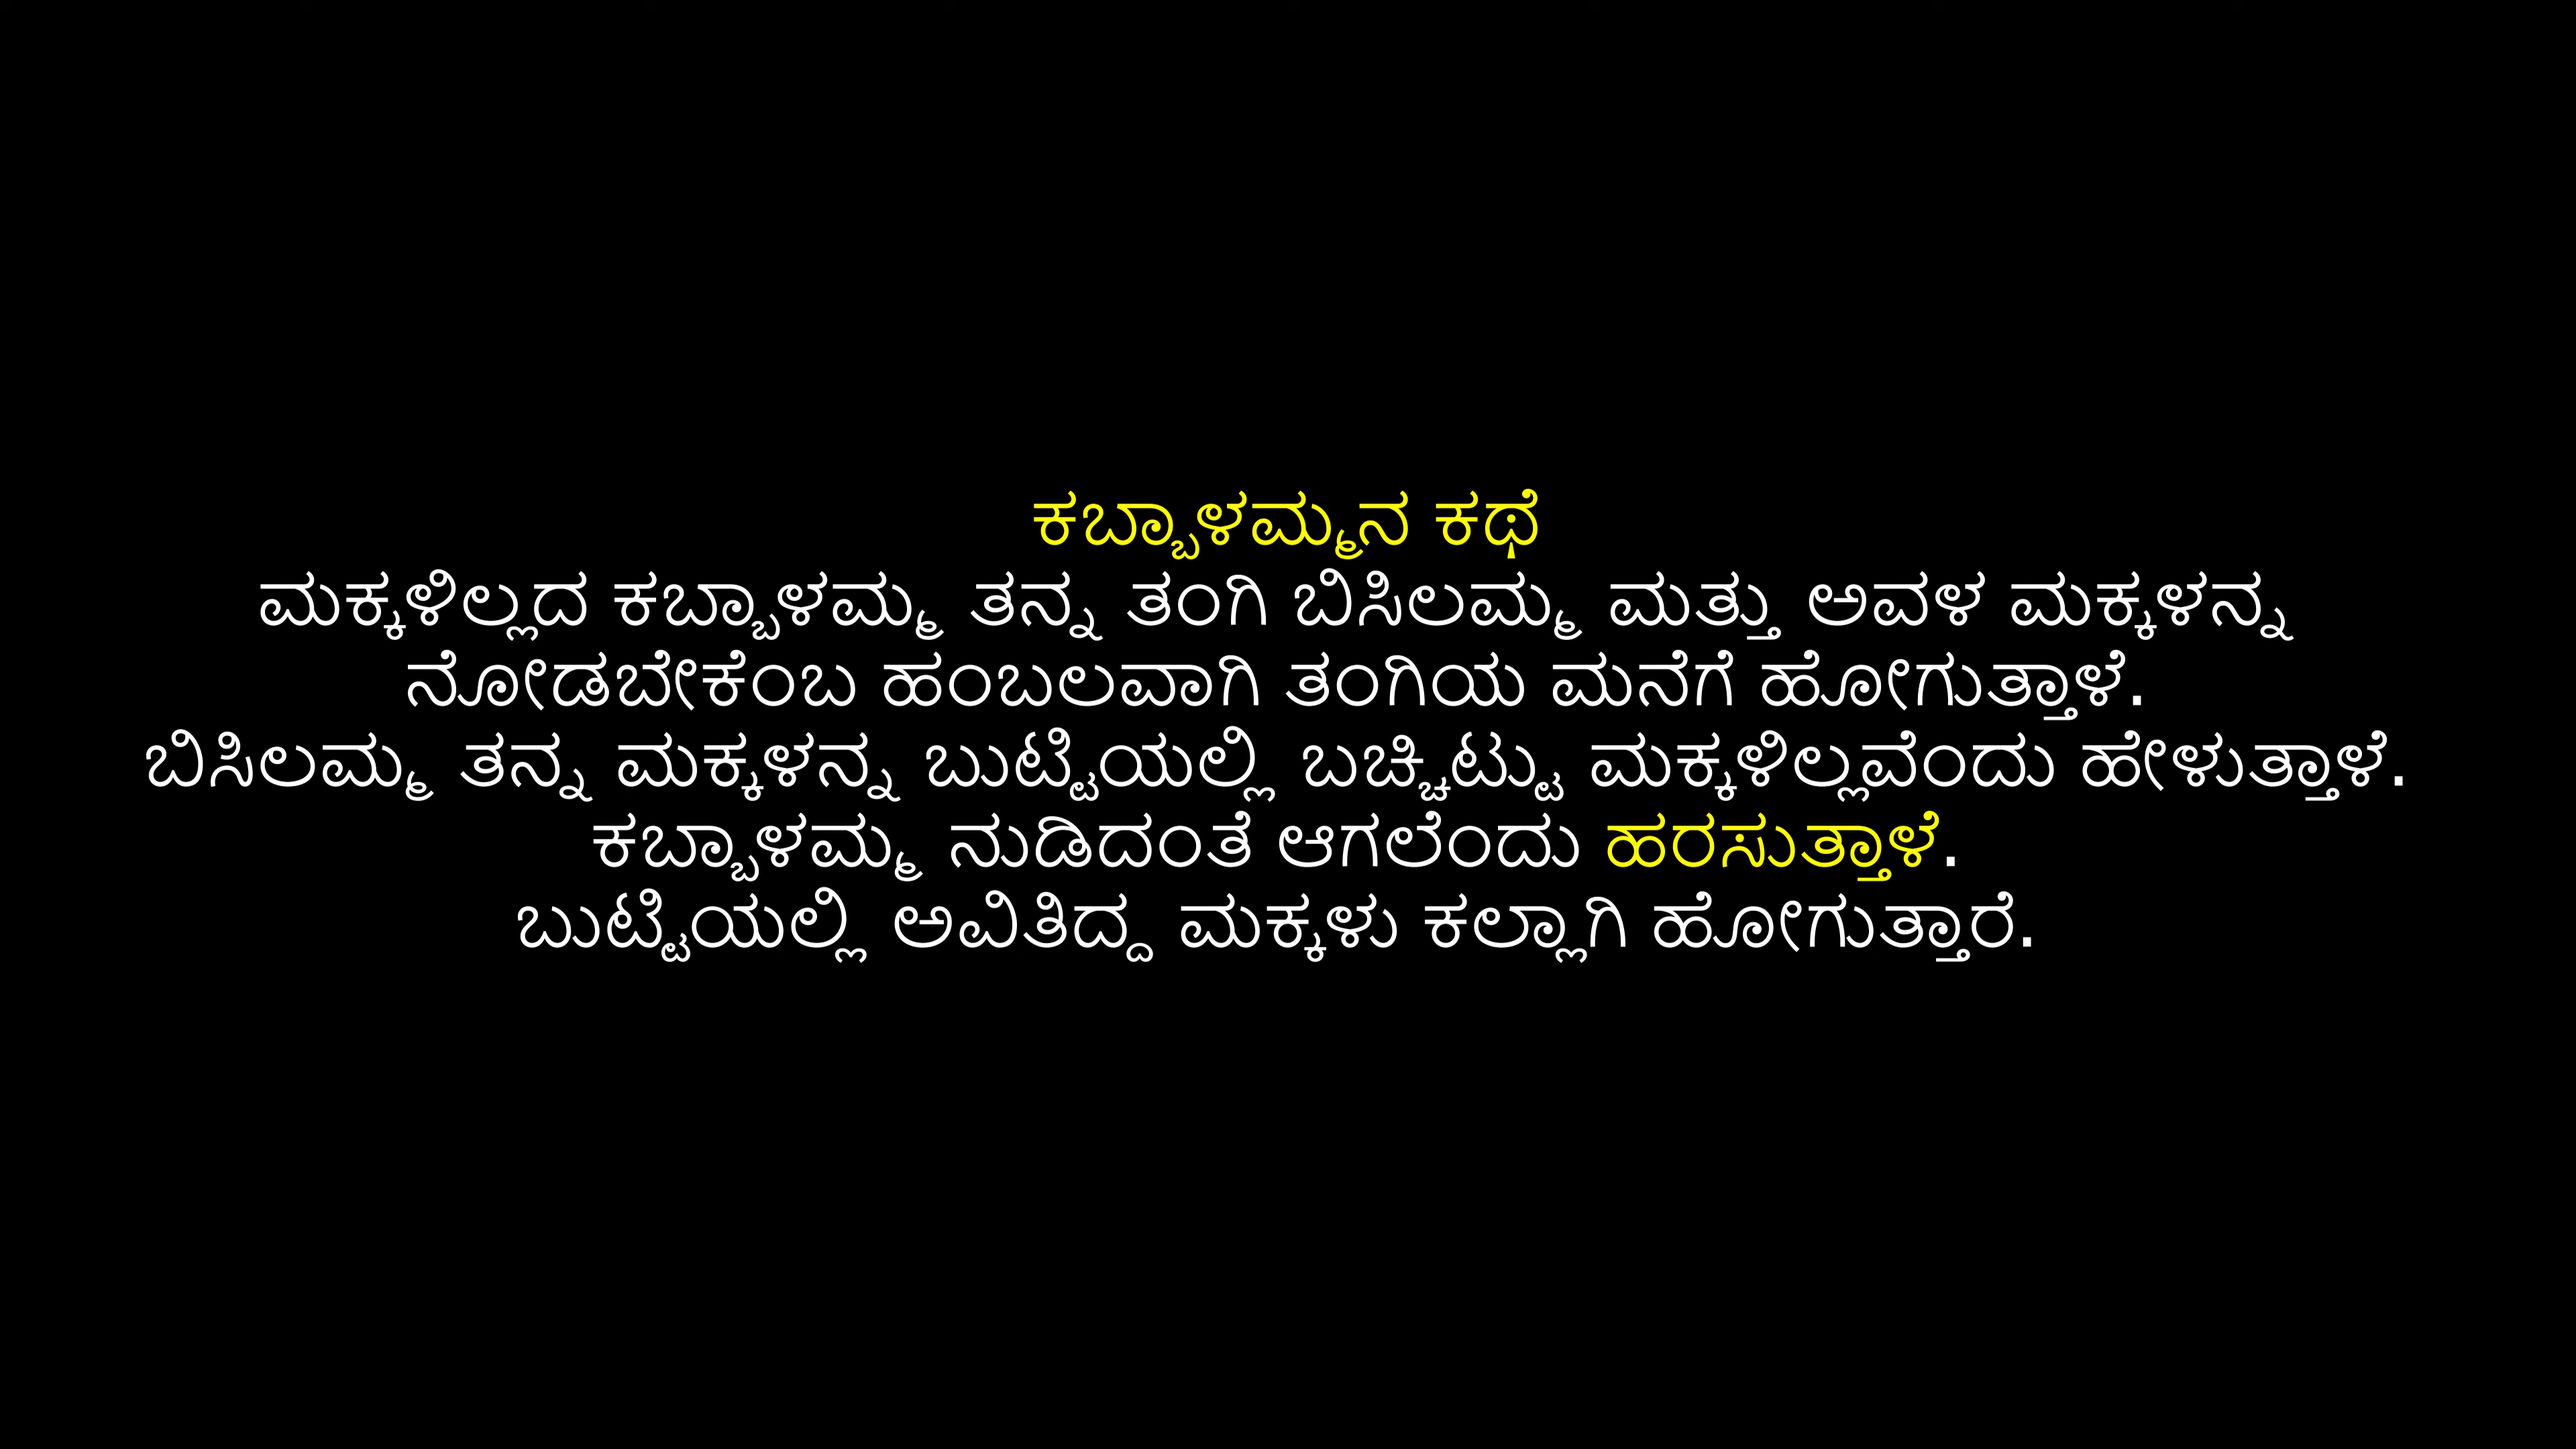 ಕಬ್ಬಾಳಮ್ಮನ ಕಥೆ
ಮಕ್ಕಳಿಲ್ಲದ ಕಬ್ಬಾಳಮ್ಮ ತನ್ನ ತಂಗಿ ಬಿಸಿಲಮ್ಮ ಮತ್ತು ಅವಳ ಮಕ್ಕಳನ್ನ
ನೋಡಬೇಕೆಂಬ ಹಂಬಲವಾಗಿ ತಂಗಿಯ ಮನೆಗೆ ಹೋಗುತ್ತಾಳೆ.
ಬಿಸಿಲಮ್ಮ ತನ್ನ ಮಕ್ಕಳನ್ನ ಬುಟ್ಟಿಯಲ್ಲಿ ಬಚ್ಚಿಟ್ಟು ಮಕ್ಕಳಿಲ್ಲವೆಂದು ಹೇಳುತ್ತಾಳೆ.
ಕಬ್ಬಾಳಮ್ಮ ನುಡಿದಂತೆ ಆಗಲೆಂದು ಹರಸುತ್ತಾಳೆ.
ಬುಟ್ಟಿಯಲ್ಲಿ ಅವಿತಿದ್ದ ಮಕ್ಕಳು ಕಲ್ಲಾಗಿ ಹೋಗುತ್ತಾರೆ.